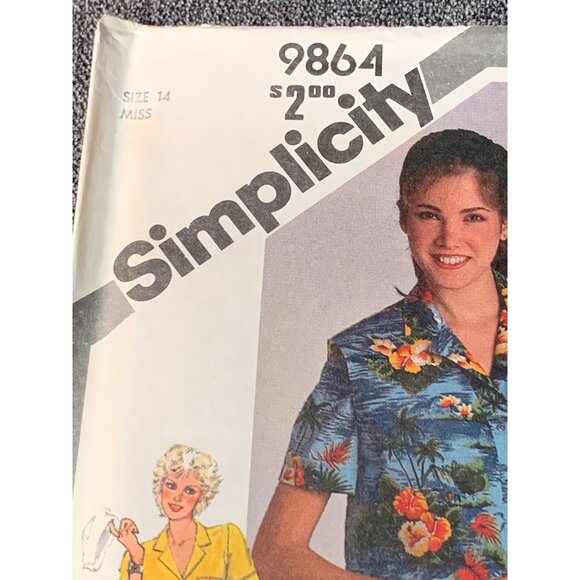 9864
$2.00
SIZE 14
MISS
Simplicity